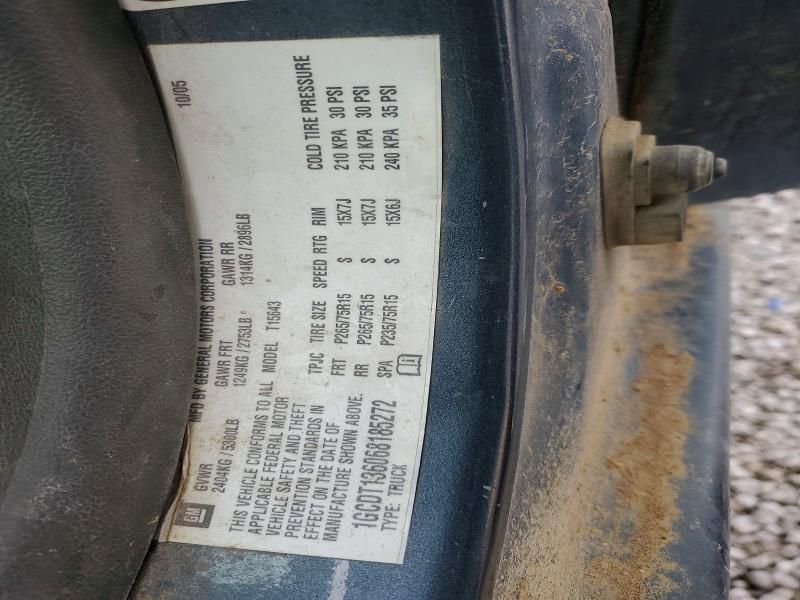 GM
MFD BY GENERAL MOTORS CORPORATION 10/05
GVWR GAWR FRT GAWR RR
2404KG/5300LB 1249KG/2753LB 1314KG/2896LB
THIS VEHICLE CONFORMS TO ALL MODEL T15643
APPLICABLE FEDERAL MOTOR
VEHICLE SAFETY AND THEFT
PREVENTION STANDARDS IN
EFFECT ON THE DATE OF
MANUFACTURE SHOWN ABOVE.
1GCDT136068185272
TYPE: TRUCK
TPJC TIRE SIZE SPEED RTG RIM COLD TIRE PRESSURE
FRT P265/75R15 S 15X7J 210 KPA 30 PSI
RR P265/75R15 S 15X7J 210 KPA 30 PSI
SPA P235/75R15 S 15X6J 240 KPA 35 PSI